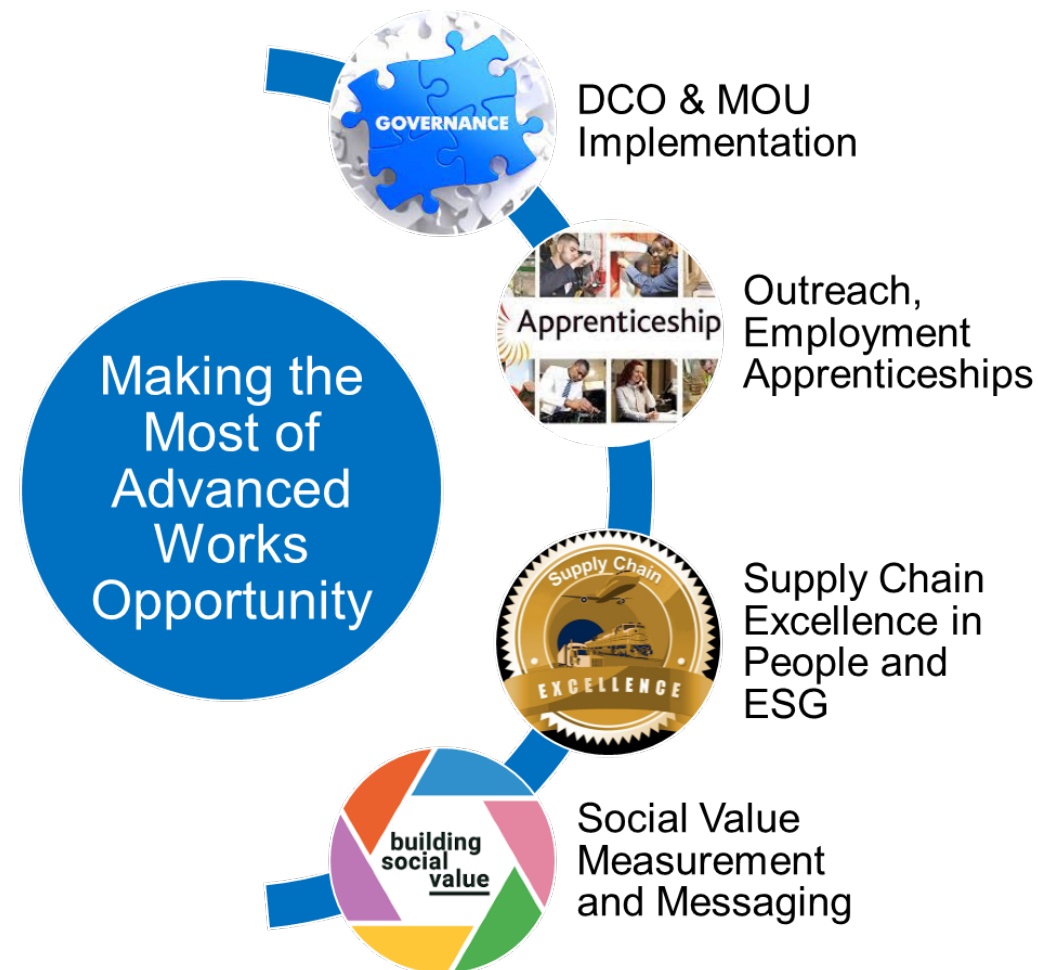 GOVERNANCE
DCO & MOU
Implementation
Apprenticeship
Outreach,
Employment
Apprenticeships
Making the
Most of
Advanced
Works
Opportunity
Supply Chain
EXCELLENCE
Supply Chain
Excellence in
People and
ESG
building
social
value
Social Value
Measurement
and Messaging